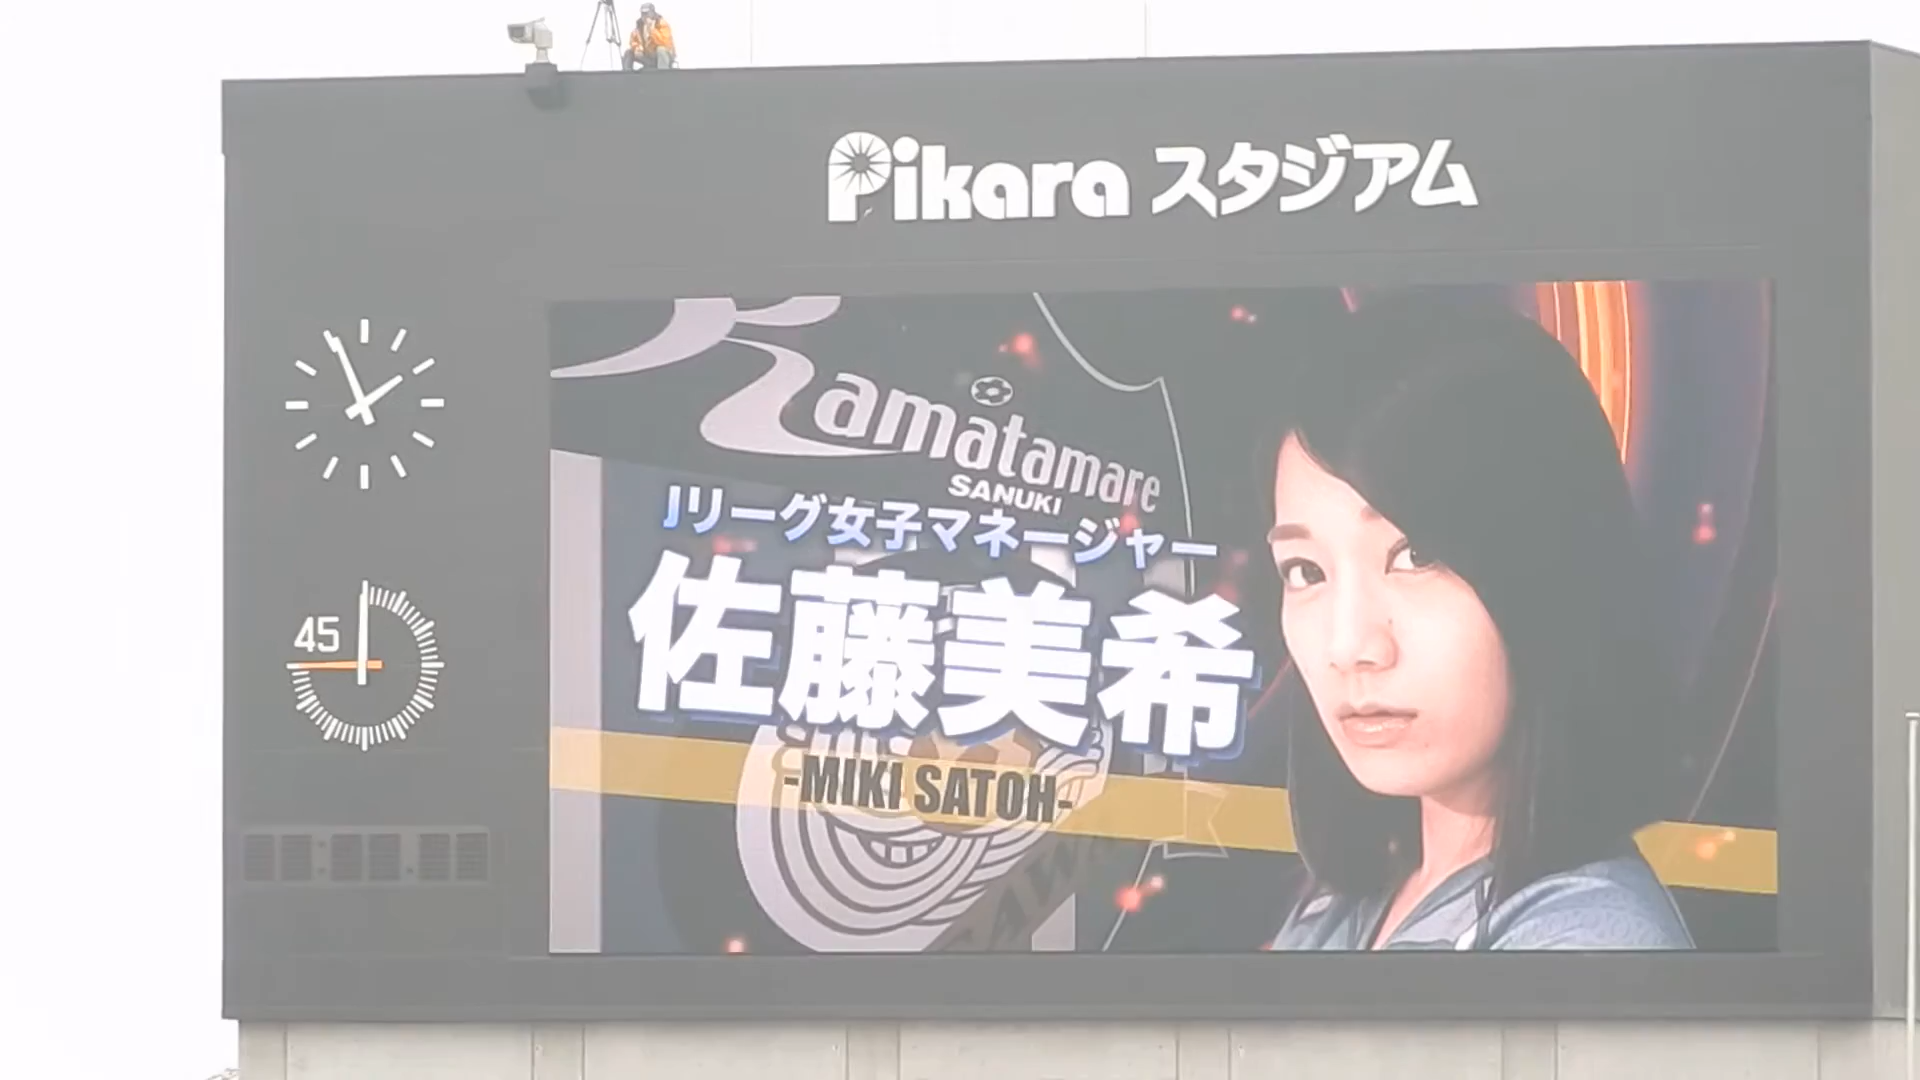 Pikara スタジアム
Kamatamare
SANUKI
Jリーグ女子マネージャー
佐藤美希
-MIKI SATOH-
45